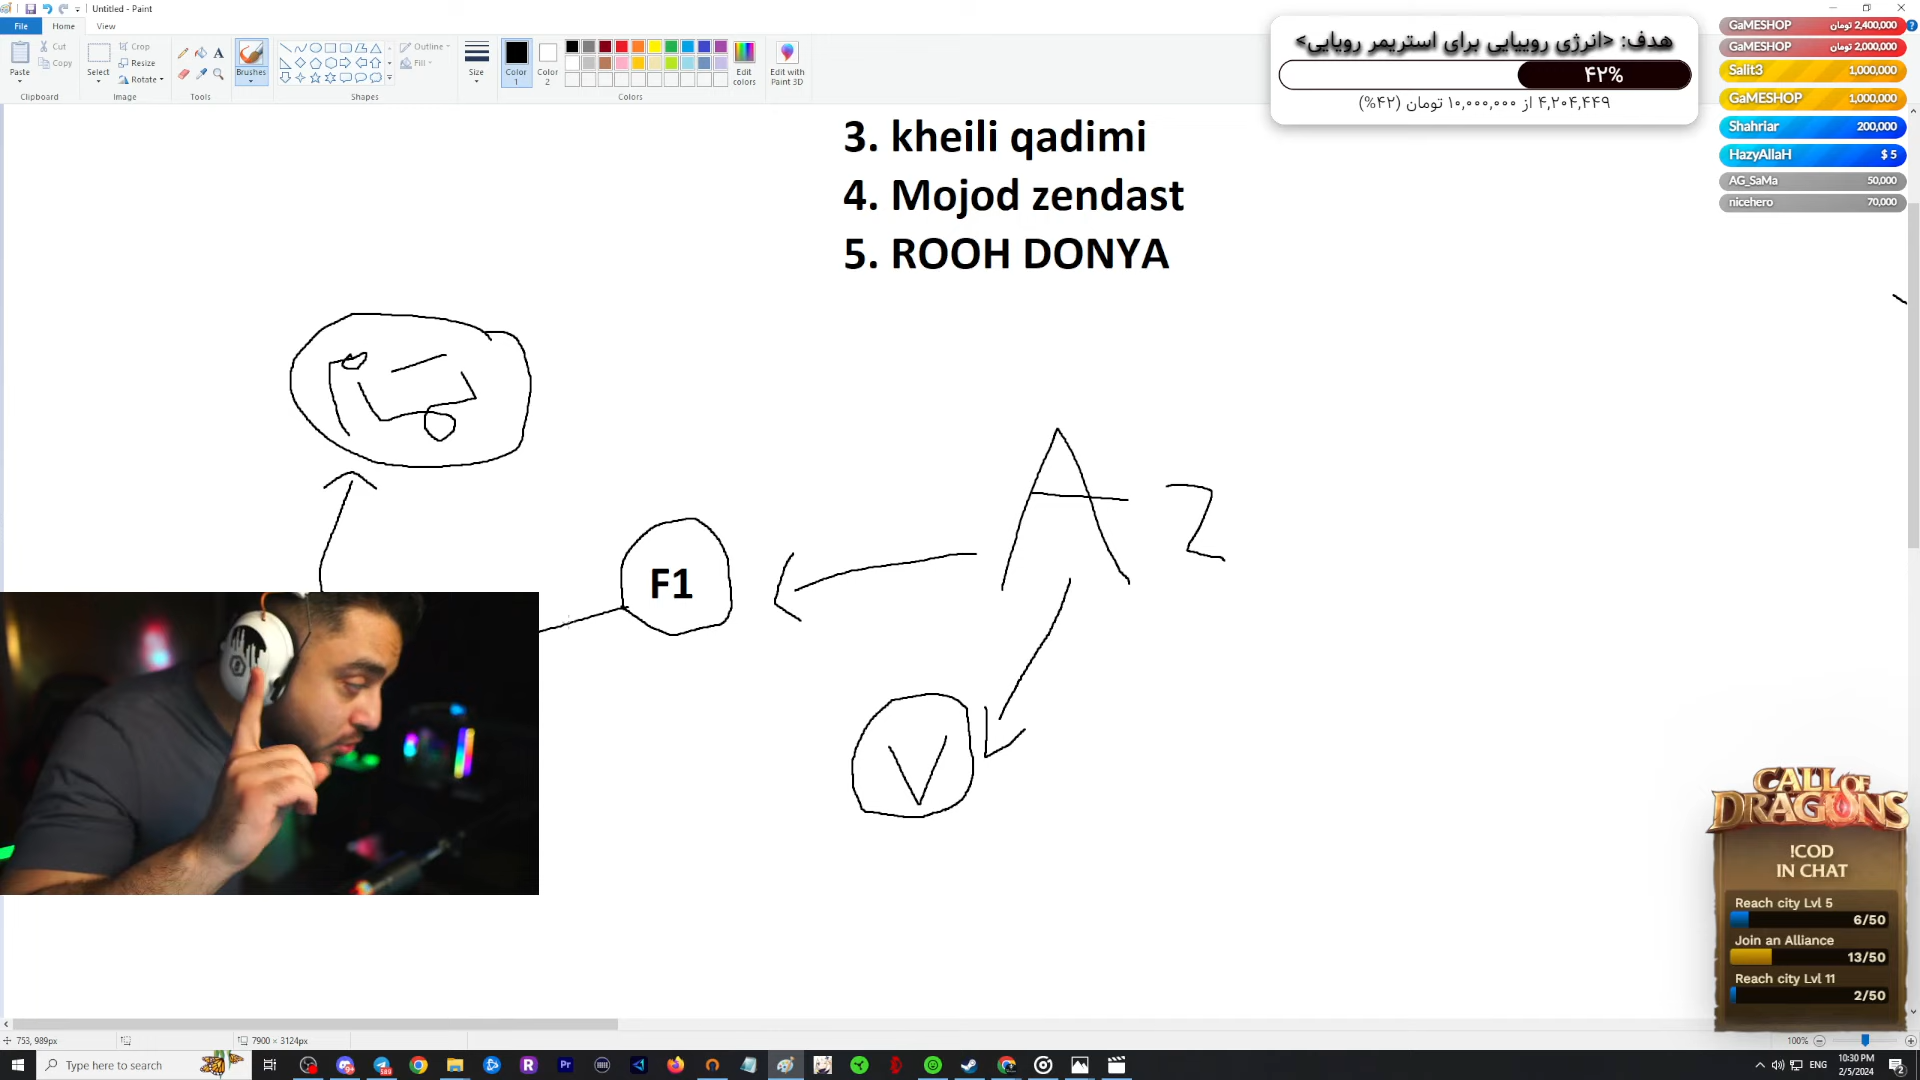 Untitled - Paint
File
Home
View
Paste
Cut
Copy
Clipboard
Select
Crop
Resize
Rotate
Image
A
Tools
Brushes
Outline
Fill
Shapes
Size
Color 1
Color 2
Edit colors
Edit with Paint 3D
Colors
هدف: <انرژی روییایی برای استریمر رویایی>
۴۲%
۴,۲۰۴,۴۴۹ از ۱۰,۰۰۰,۰۰۰ تومان (۴۲%)
GaMESHOP 2,400,000 تومان
GaMESHOP 2,000,000 تومان
Salit3 1,000,000
GaMESHOP 1,000,000
Shahriar 200,000
HazyAllaH $ 5
AG_SaMa 50,000
nicehero 70,000
3. kheili qadimi
4. Mojod zendast
5. ROOH DONYA
A 2
F1
V
CALL OF DRAGONS
!COD
IN CHAT
Reach city Lvl 5
6/50
Join an Alliance
13/50
Reach city Lvl 11
2/50
753, 989px
7900 × 3124px
100%
Type here to search
ENG
10:30 PM
2/5/2024